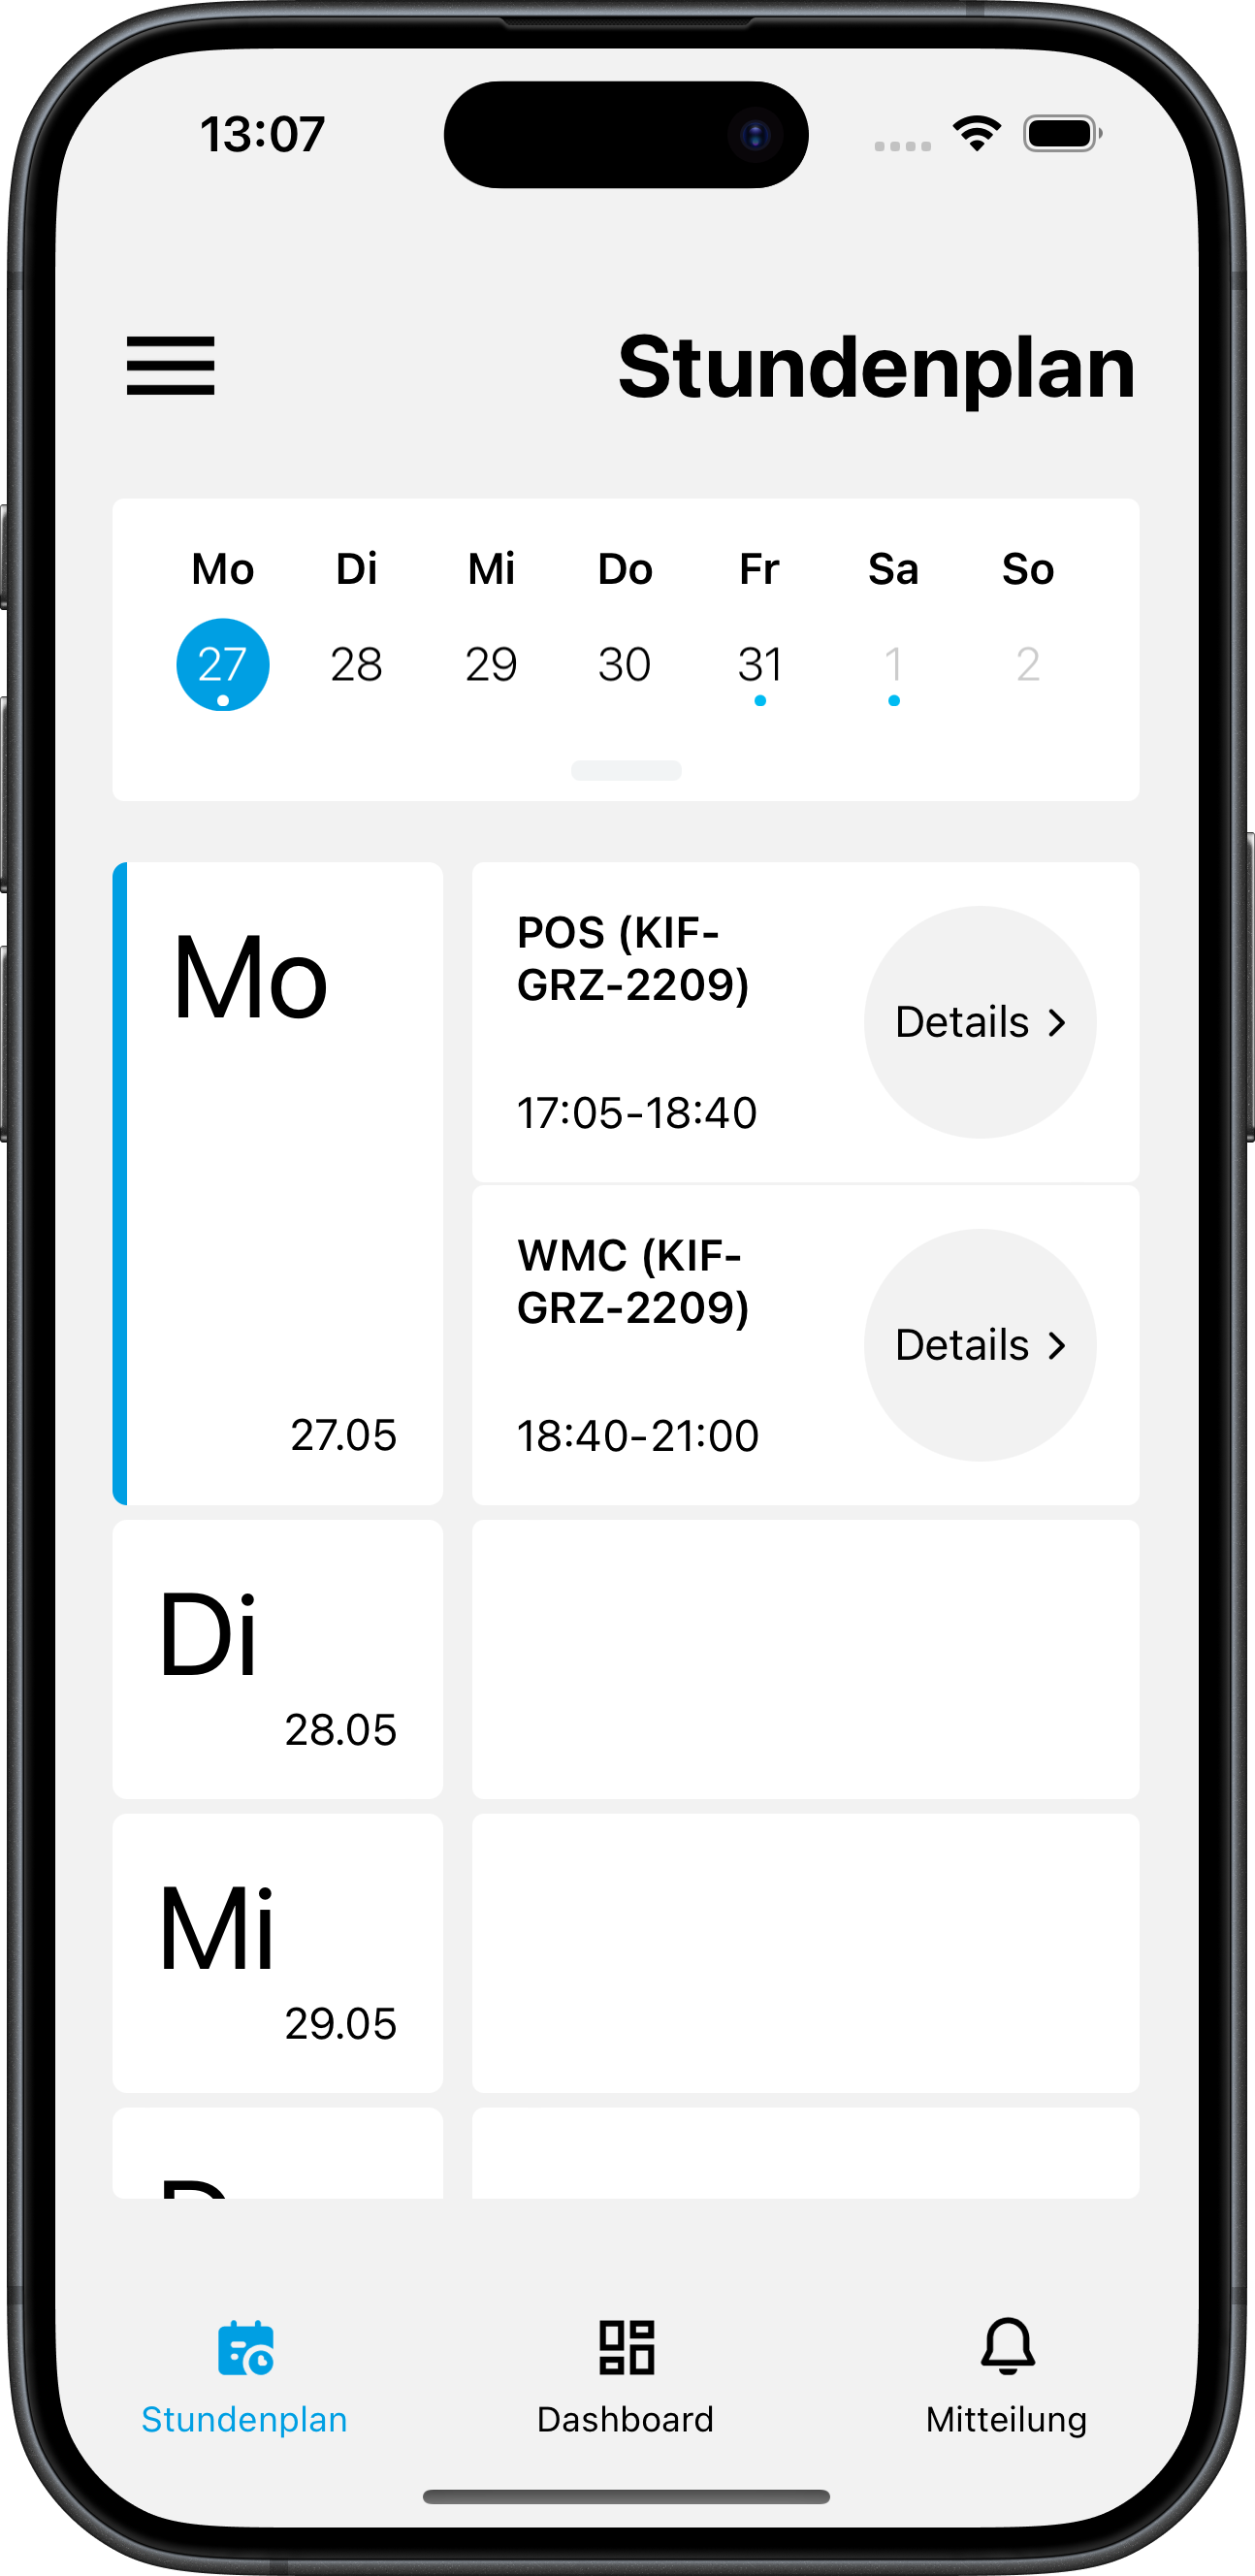 13:07
Stundenplan
Mo Di Mi Do Fr Sa So
27 28 29 30 31 1 2
Mo
27.05
POS (KIF-
GRZ-2209)
17:05-18:40
Details
WMC (KIF-
GRZ-2209)
18:40-21:00
Details
Di
28.05
Mi
29.05
Stundenplan Dashboard Mitteilung